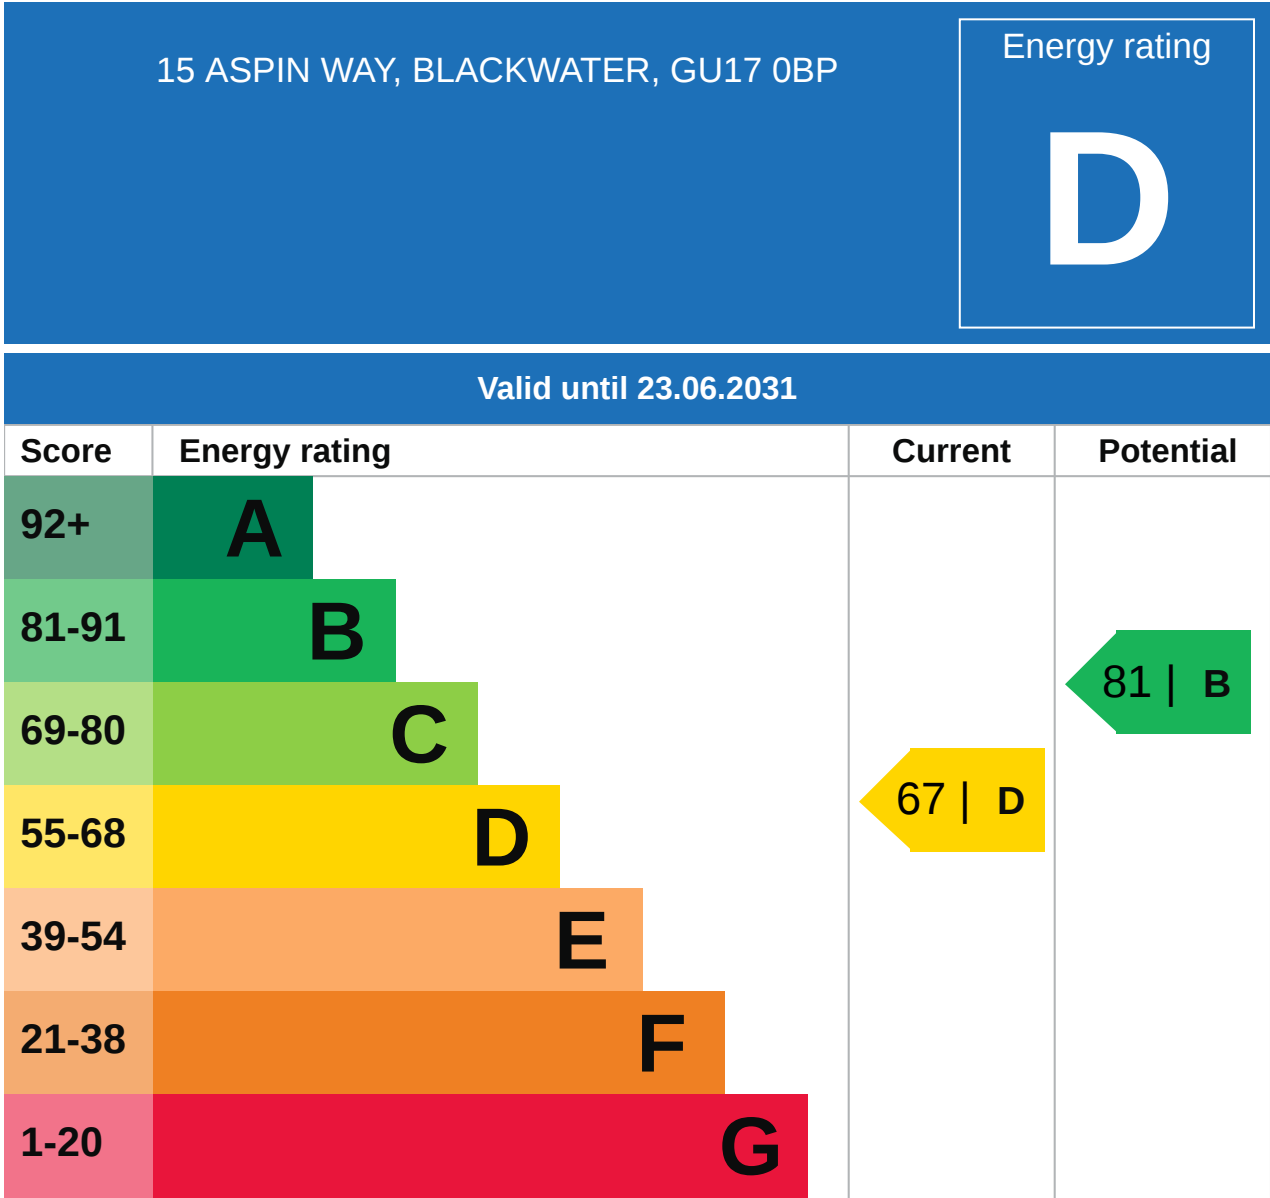 15 ASPIN WAY, BLACKWATER, GU17 0BP
Energy rating
D
Valid until 23.06.2031
Score Energy rating Current Potential
92+ A
81-91 B
81 | B
69-80 C
67 | D
55-68 D
39-54 E
21-38 F
1-20 G